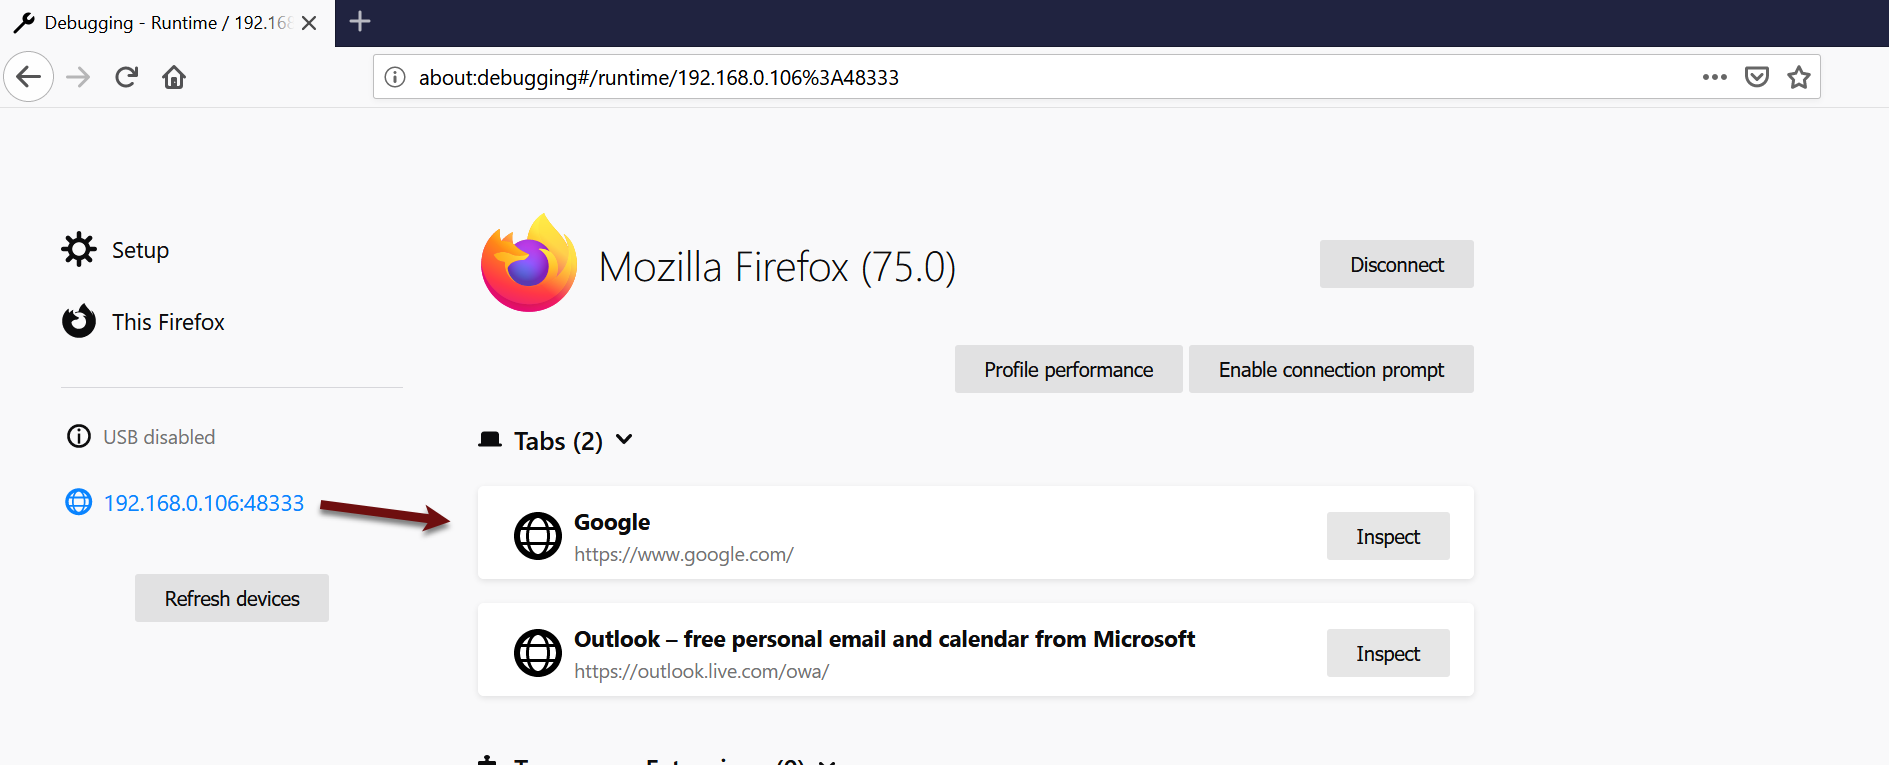 Debugging - Runtime / 192.168
about:debugging#/runtime/192.168.0.106%3A48333
Setup
This Firefox
USB disabled
192.168.0.106:48333
Refresh devices
Mozilla Firefox (75.0)
Disconnect
Profile performance
Enable connection prompt
Tabs (2)
Google
https://www.google.com/
Inspect
Outlook – free personal email and calendar from Microsoft
https://outlook.live.com/owa/
Inspect